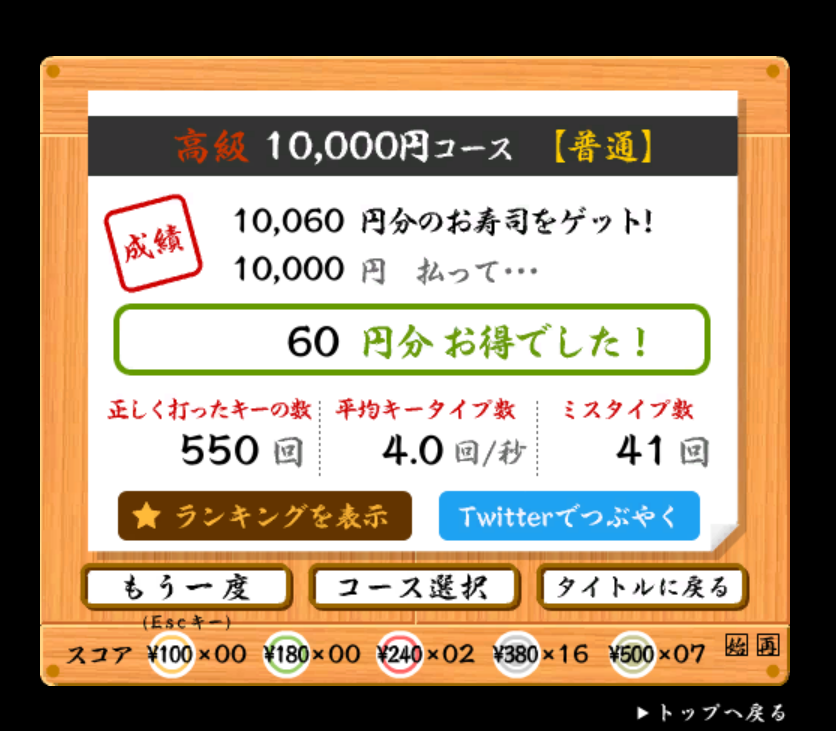 高級 10,000円コース 【普通】
成績
10,060 円分のお寿司をゲット!
10,000 円 払って…
60 円分 お得でした！
正しく打ったキーの数 平均キータイプ数 ミスタイプ数
550 回 4.0 回/秒 41 回
★ ランキングを表示 Twitterでつぶやく
もう一度 コース選択 タイトルに戻る
(Escキー)
スコア ¥100×00 ¥180×00 ¥240×02 ¥380×16 ¥500×07 始 再
▶トップへ戻る